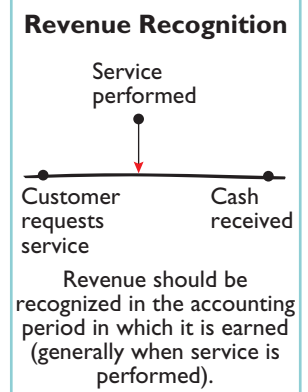 Revenue Recognition
Service
performed
Customer
requests
service
Cash
received
Revenue should be
recognized in the accounting
period in which it is earned
(generally when service is
performed).